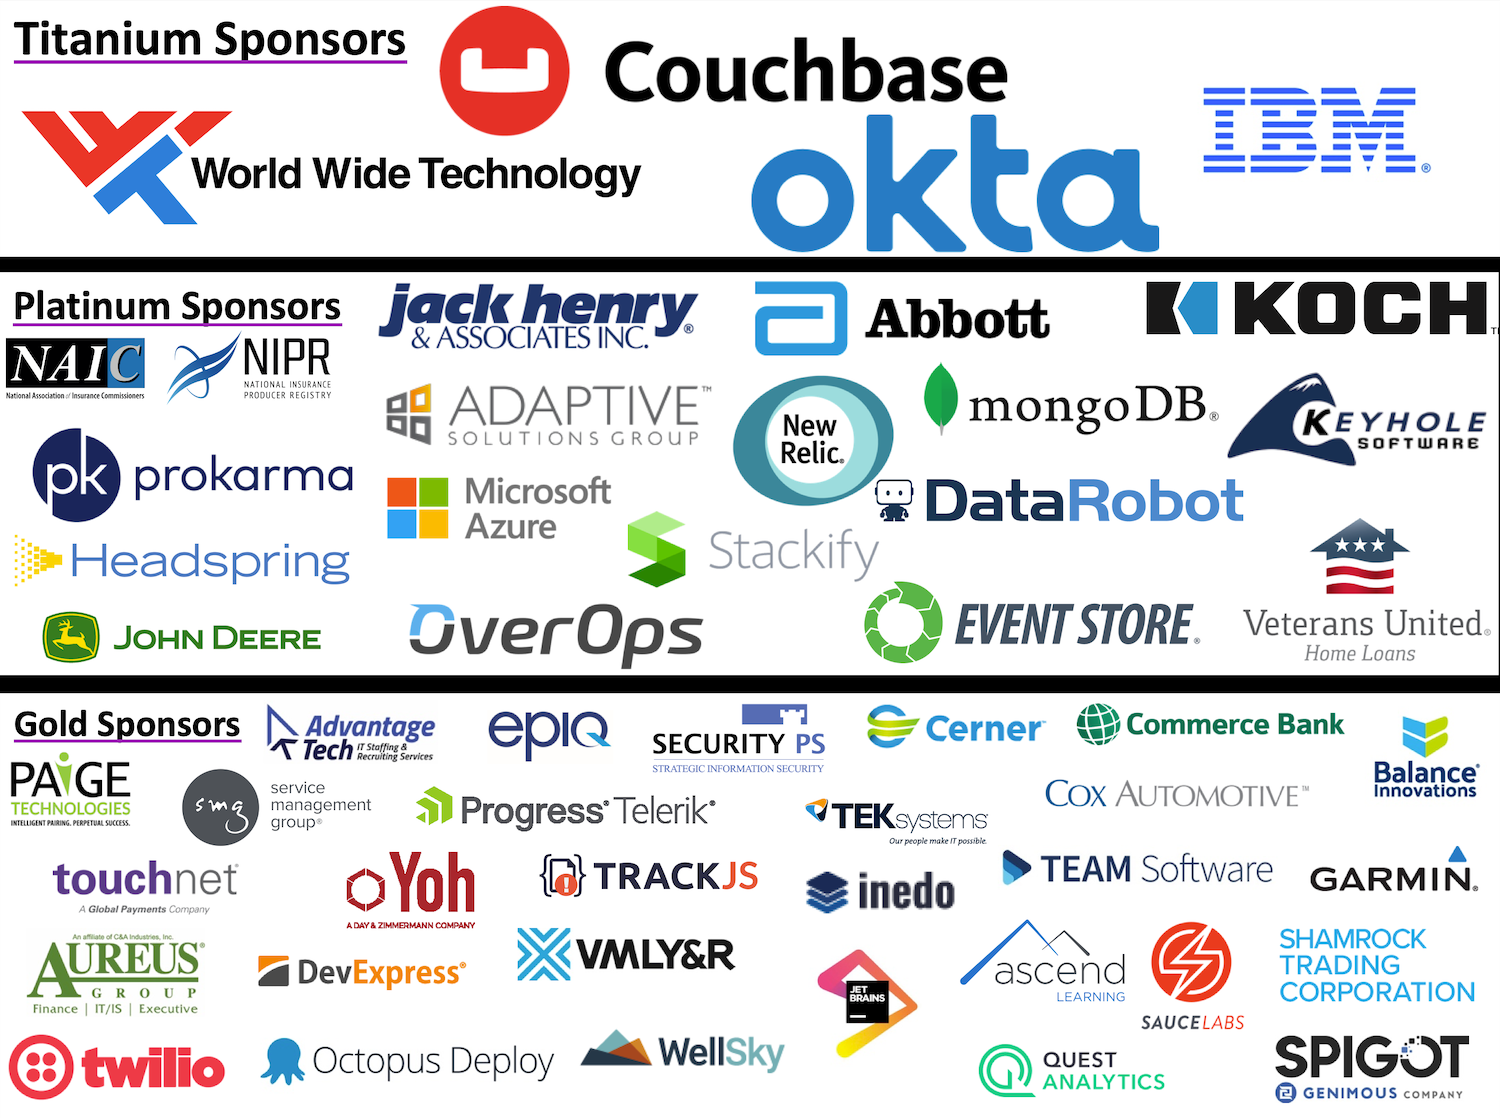 Titanium Sponsors
Couchbase
World Wide Technology
okta
IBM®
Platinum Sponsors
NAIC
National Association of Insurance Commissioners
NIPR
NATIONAL INSURANCE
PRODUCER REGISTRY
jack henry®
& ASSOCIATES INC.
Abbott
KOCH
ADAPTIVE™
SOLUTIONS GROUP
New
Relic®
mongoDB®
KEYHOLE
SOFTWARE
pk prokarma
Microsoft
Azure
DataRobot
Headspring
Stackify
JOHN DEERE
OverOps
EVENT STORE®
Veterans United®
Home Loans
Gold Sponsors
Advantage
Tech IT Staffing &
Recruiting Services
epiq
SECURITY PS
STRATEGIC INFORMATION SECURITY
Cerner™
Commerce Bank
Balance®
Innovations
PAiGE
TECHNOLOGIES
INTELLIGENT PAIRING. PERPETUAL SUCCESS.
smg
service
management
group®
Progress® Telerik®
TEKsystems®
Our people make IT possible.
COX AUTOMOTIVE™
touchnet®
A Global Payments Company
Yoh
A DAY & ZIMMERMANN COMPANY
TRACKJS
inedo
TEAM Software
GARMIN®
An affiliate of C&A Industries, Inc.
AUREUS®
GROUP
Finance | IT/IS | Executive
DevExpress®
VMLY&R
JET
BRAINS
ascend
LEARNING
SAUCELABS
SHAMROCK
TRADING
CORPORATION
twilio
Octopus Deploy
WellSky
QUEST
ANALYTICS
SPIGOT
GENIMOUS COMPANY